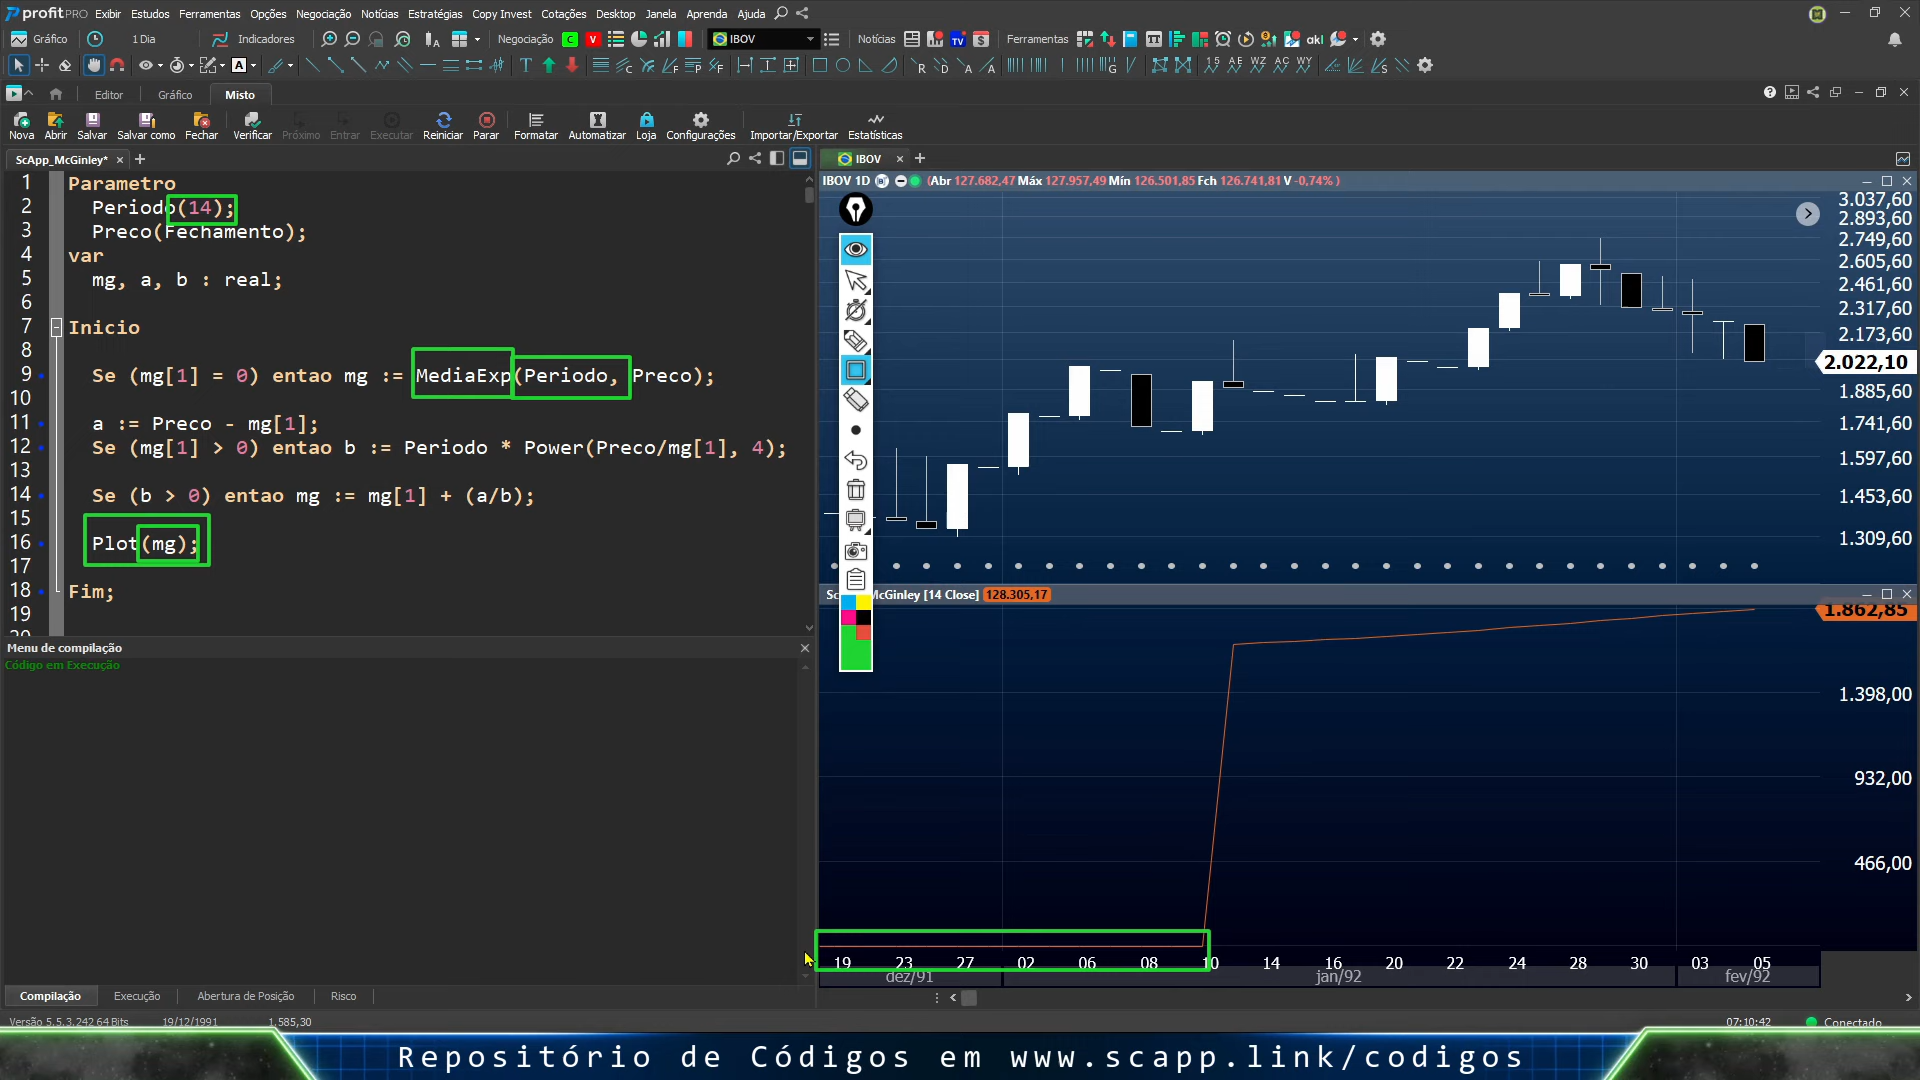 profitPRO Exibir Estudos Ferramentas Opções Negociação Notícias Estratégias Copy Invest Cotações Desktop Janela Aprenda Ajuda
Gráfico 1 Dia Indicadores Negociação C V IBOV Notícias TV $ Ferramentas TT akl
Editor Gráfico Misto
Nova Abrir Salvar Salvar como Fechar Verificar Próximo Entrar Executar Reiniciar Parar Formatar Automatizar Loja Configurações Importar/Exportar Estatísticas
ScApp_McGinley*
1 Parametro
2 Periodo(14);
3 Preco(Fechamento);
4 var
5 mg, a, b : real;
6
7 Inicio
8
9 Se (mg[1] = 0) entao mg := MediaExp(Periodo, Preco);
10
11 a := Preco - mg[1];
12 Se (mg[1] > 0) entao b := Periodo * Power(Preco/mg[1], 4);
13
14 Se (b > 0) entao mg := mg[1] + (a/b);
15
16 Plot(mg);
17
18 Fim;
19
Menu de compilação
Código em Execução
Compilação Execução Abertura de Posição Risco
Versão 5.5.3.242 64 Bits 19/12/1991 1.585,30
IBOV
IBOV 1D Abr 127.682,47 Máx 127.957,49 Mín 126.501,85 Fch 126.741,81 V -0,74% )
3.037,60
2.893,60
2.749,60
2.605,60
2.461,60
2.317,60
2.173,60
2.022,10
1.885,60
1.741,60
1.597,60
1.453,60
1.309,60
McGinley [14 Close] 128.305,17
1.862,85
1.398,00
932,00
466,00
19 23 27 02 06 08 10 14 16 20 22 24 28 30 03 05
dez/91 jan/92 fev/92
07:10:42 Conectado
Repositório de Códigos em www.scapp.link/codigos